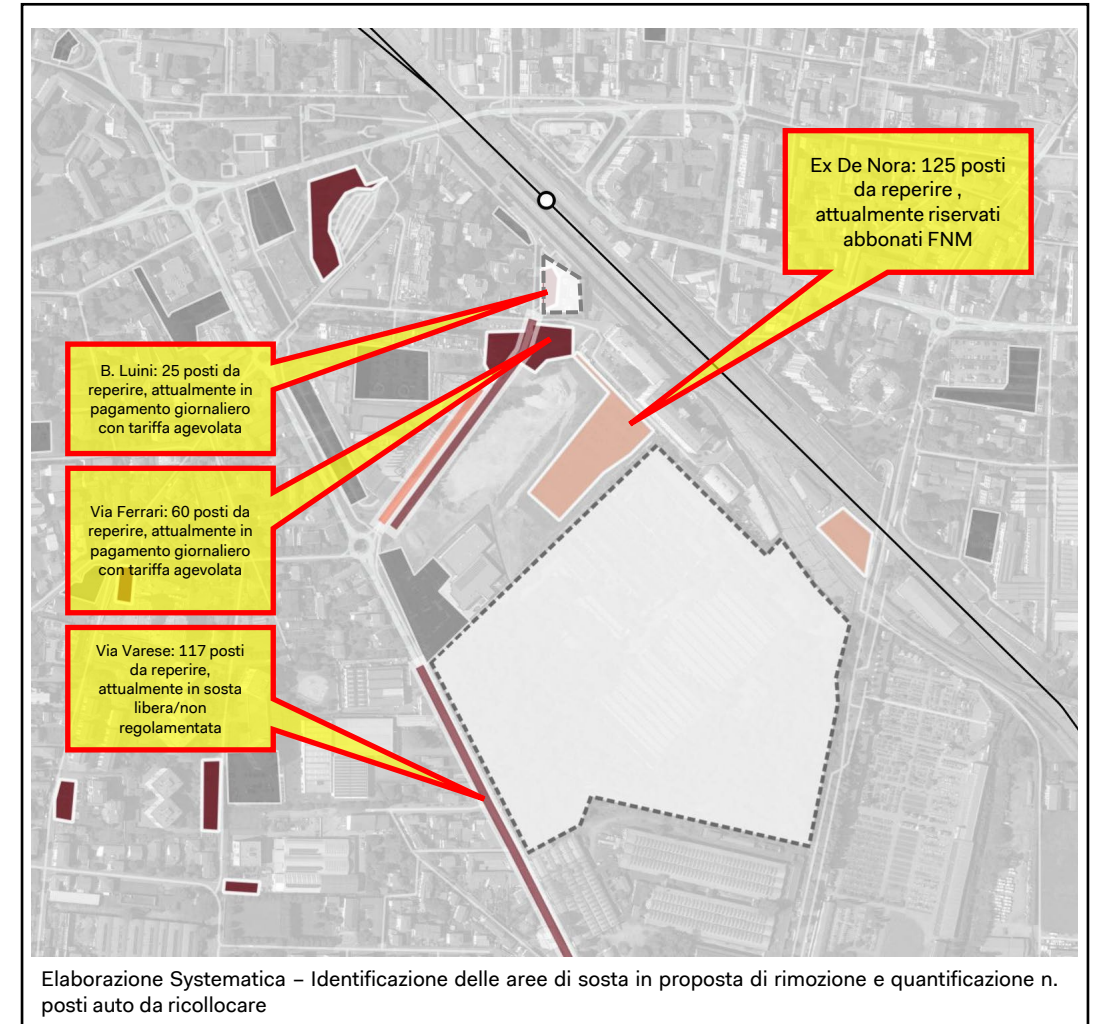 Ex De Nora: 125 posti
da reperire ,
attualmente riservati
abbonati FNM
B. Luini: 25 posti da
reperire, attualmente in
pagamento giornaliero
con tariffa agevolata
Via Ferrari: 60 posti da
reperire, attualmente in
pagamento giornaliero
con tariffa agevolata
Via Varese: 117 posti
da reperire,
attualmente in sosta
libera/non
regolamentata
Elaborazione Systematica – Identificazione delle aree di sosta in proposta di rimozione e quantificazione n.
posti auto da ricollocare